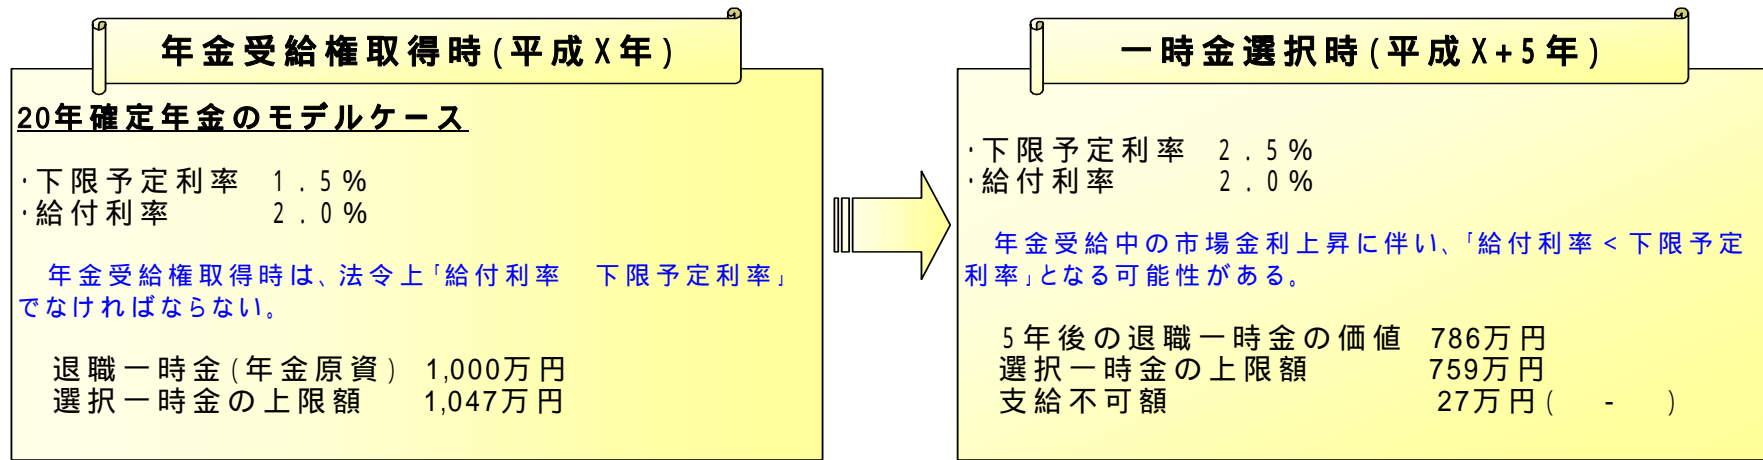 年金受給権取得時(平成X年)
20年確定年金のモデルケース
・下限予定利率 1.5%
・給付利率 2.0%
年金受給権取得時は、法令上「給付利率 下限予定利率」
でなければならない。
退職一時金(年金原資) 1,000万円
選択一時金の上限額 1,047万円
一時金選択時(平成X+5年)
・下限予定利率 2.5%
・給付利率 2.0%
年金受給中の市場金利上昇に伴い、「給付利率<下限予定
利率」となる可能性がある。
5年後の退職一時金の価値 786万円
選択一時金の上限額 759万円
支給不可額 27万円( - )